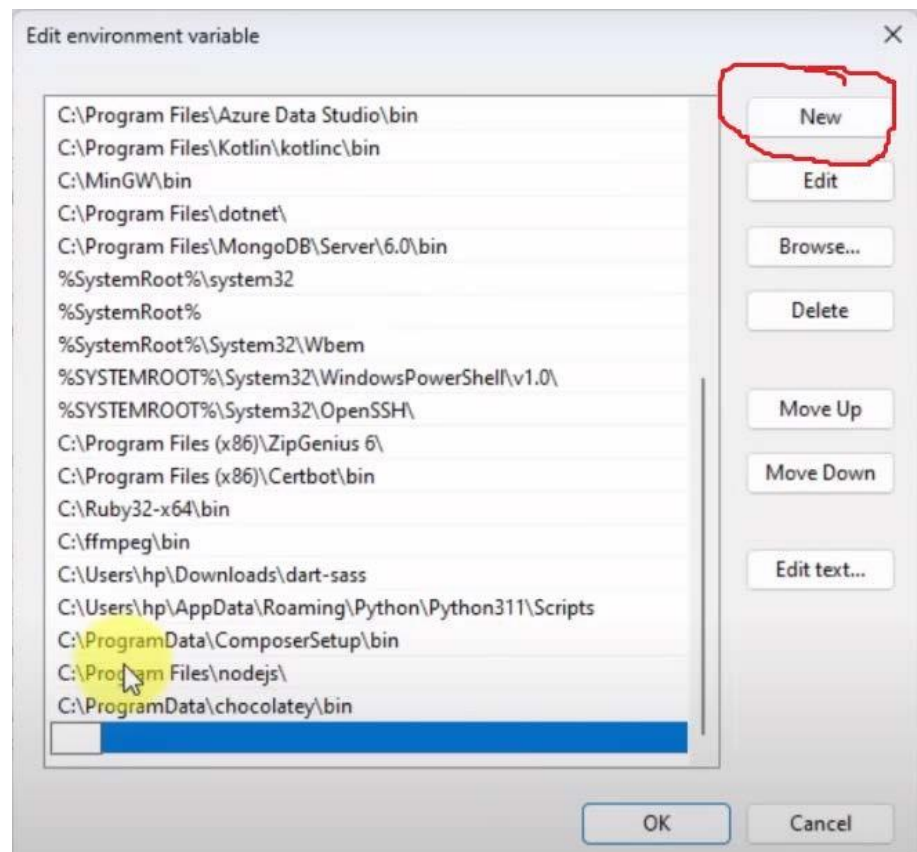 Edit environment variable
C:\Program Files\Azure Data Studio\bin
C:\Program Files\Kotlin\kotlinc\bin
C:\MinGW\bin
C:\Program Files\dotnet\
C:\Program Files\MongoDB\Server\6.0\bin
%SystemRoot%\system32
%SystemRoot%
%SystemRoot%\System32\Wbem
%SYSTEMROOT%\System32\WindowsPowerShell\v1.0\
%SYSTEMROOT%\System32\OpenSSH\
C:\Program Files (x86)\ZipGenius 6\
C:\Program Files (x86)\Certbot\bin
C:\Ruby32-x64\bin
C:\ffmpeg\bin
C:\Users\hp\Downloads\dart-sass
C:\Users\hp\AppData\Roaming\Python\Python311\Scripts
C:\ProgramData\ComposerSetup\bin
C:\Program Files\nodejs\
C:\ProgramData\chocolatey\bin
New
Edit
Browse...
Delete
Move Up
Move Down
Edit text...
OK
Cancel